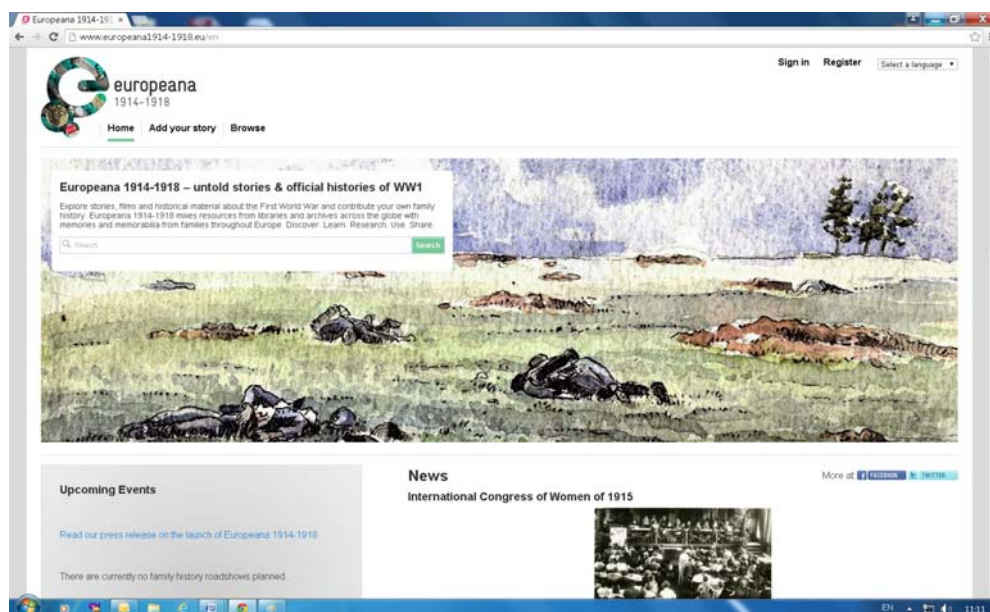 Europeana 1914-191
www.europeana1914-1918.eu/en
Sign in Register Select a language
europeana
1914-1918
Home Add your story Browse
Europeana 1914-1918 – untold stories & official histories of WW1
Explore stories, films and historical material about the First World War and contribute your own family
history. Europeana 1914-1918 mixes resources from libraries and archives across the globe with
memories and memorabilia from families throughout Europe. Discover. Learn. Research. Use. Share.
Search
Search
Upcoming Events
Read our press release on the launch of Europeana 1914-1918
There are currently no family history roadshows planned.
News
More at FACEBOOK TWITTER
International Congress of Women of 1915
EN 11:11